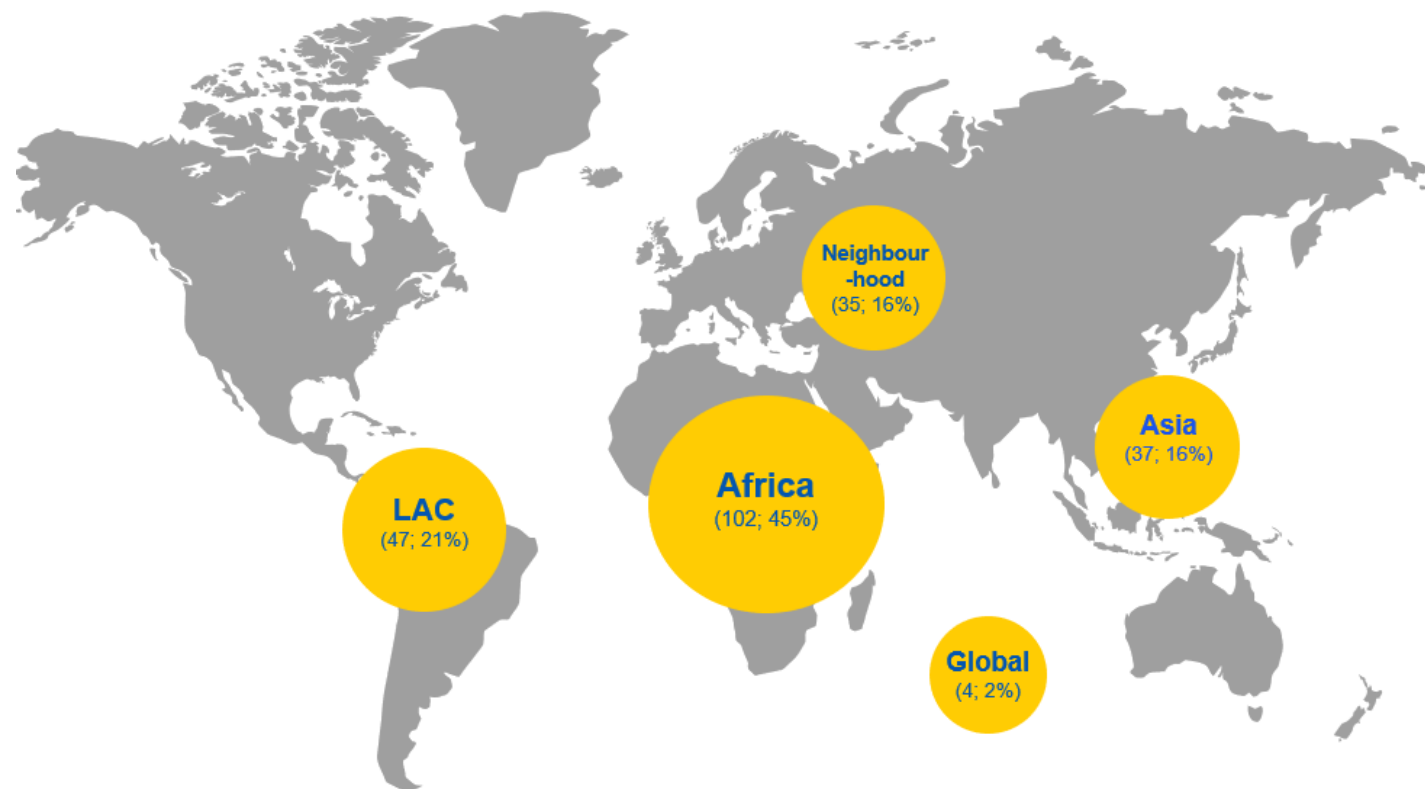 Neighbour
-hood
(35; 16%)
Asia
(37; 16%)
Africa
(102; 45%)
LAC
(47; 21%)
Global
(4; 2%)